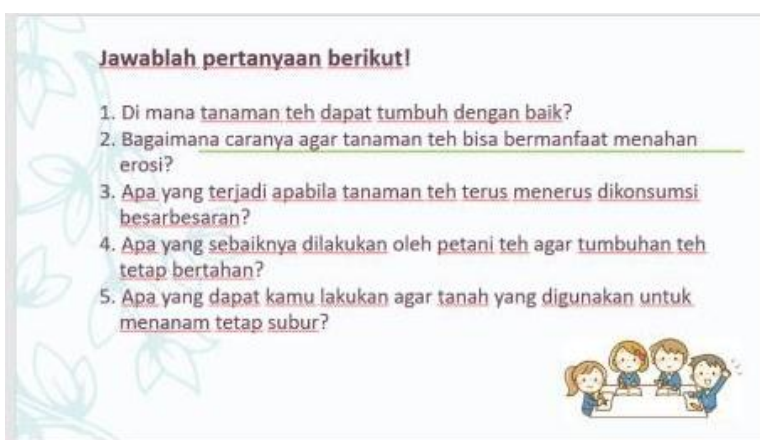 Jawablah pertanyaan berikut!
1. Di mana tanaman teh dapat tumbuh dengan baik?
2. Bagaimana caranya agar tanaman teh bisa bermanfaat menahan
erosi?
3. Apa yang terjadi apabila tanaman teh terus menerus dikonsumsi
besarbesaran?
4. Apa yang sebaiknya dilakukan oleh petani teh agar tumbuhan teh
tetap bertahan?
5. Apa yang dapat kamu lakukan agar tanah yang digunakan untuk
menanam tetap subur?